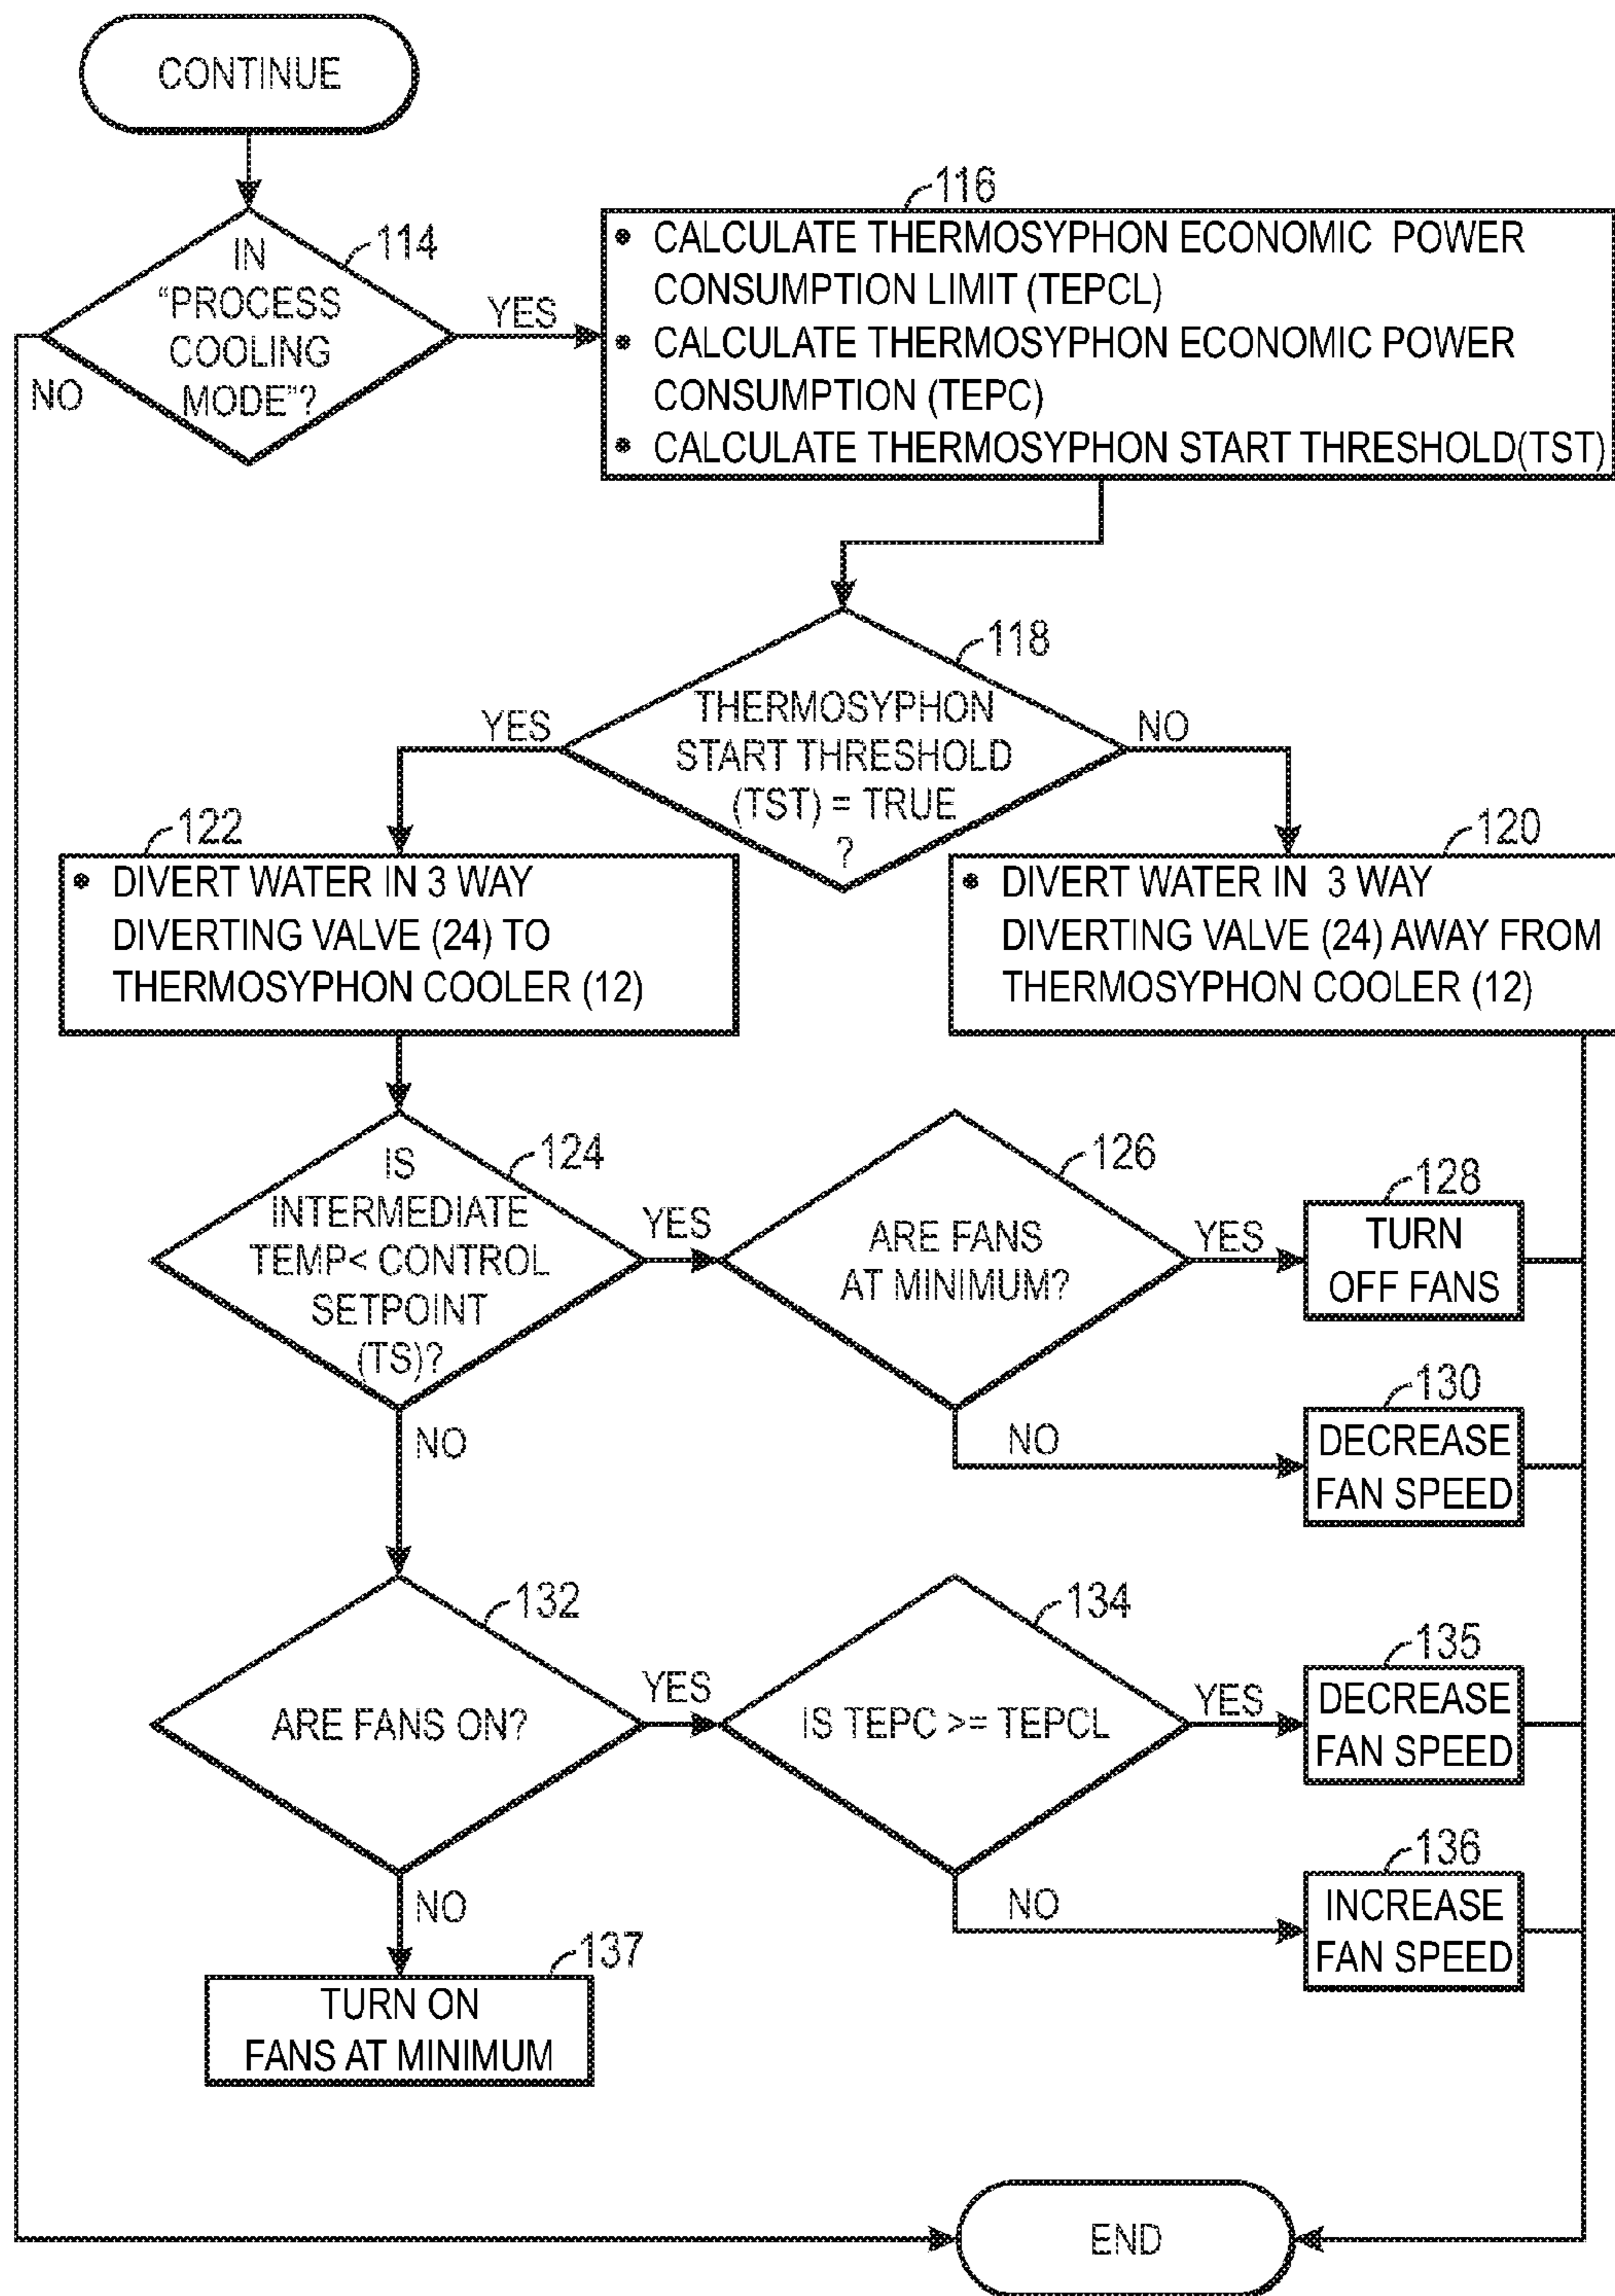 CONTINUE
IN
“PROCESS
COOLING
MODE”?
114
YES
NO
116
• CALCULATE THERMOSYPHON ECONOMIC POWER
CONSUMPTION LIMIT (TEPCL)
• CALCULATE THERMOSYPHON ECONOMIC POWER
CONSUMPTION (TEPC)
• CALCULATE THERMOSYPHON START THRESHOLD(TST)
118
THERMOSYPHON
START THRESHOLD
(TST) = TRUE
?
YES
NO
122
• DIVERT WATER IN 3 WAY
DIVERTING VALVE (24) TO
THERMOSYPHON COOLER (12)
120
• DIVERT WATER IN 3 WAY
DIVERTING VALVE (24) AWAY FROM
THERMOSYPHON COOLER (12)
124
IS
INTERMEDIATE
TEMP< CONTROL
SETPOINT
(TS)?
YES
NO
126
ARE FANS
AT MINIMUM?
YES
NO
128
TURN
OFF FANS
130
DECREASE
FAN SPEED
132
ARE FANS ON?
YES
NO
134
IS TEPC >= TEPCL
YES
NO
135
DECREASE
FAN SPEED
136
INCREASE
FAN SPEED
137
TURN ON
FANS AT MINIMUM
END